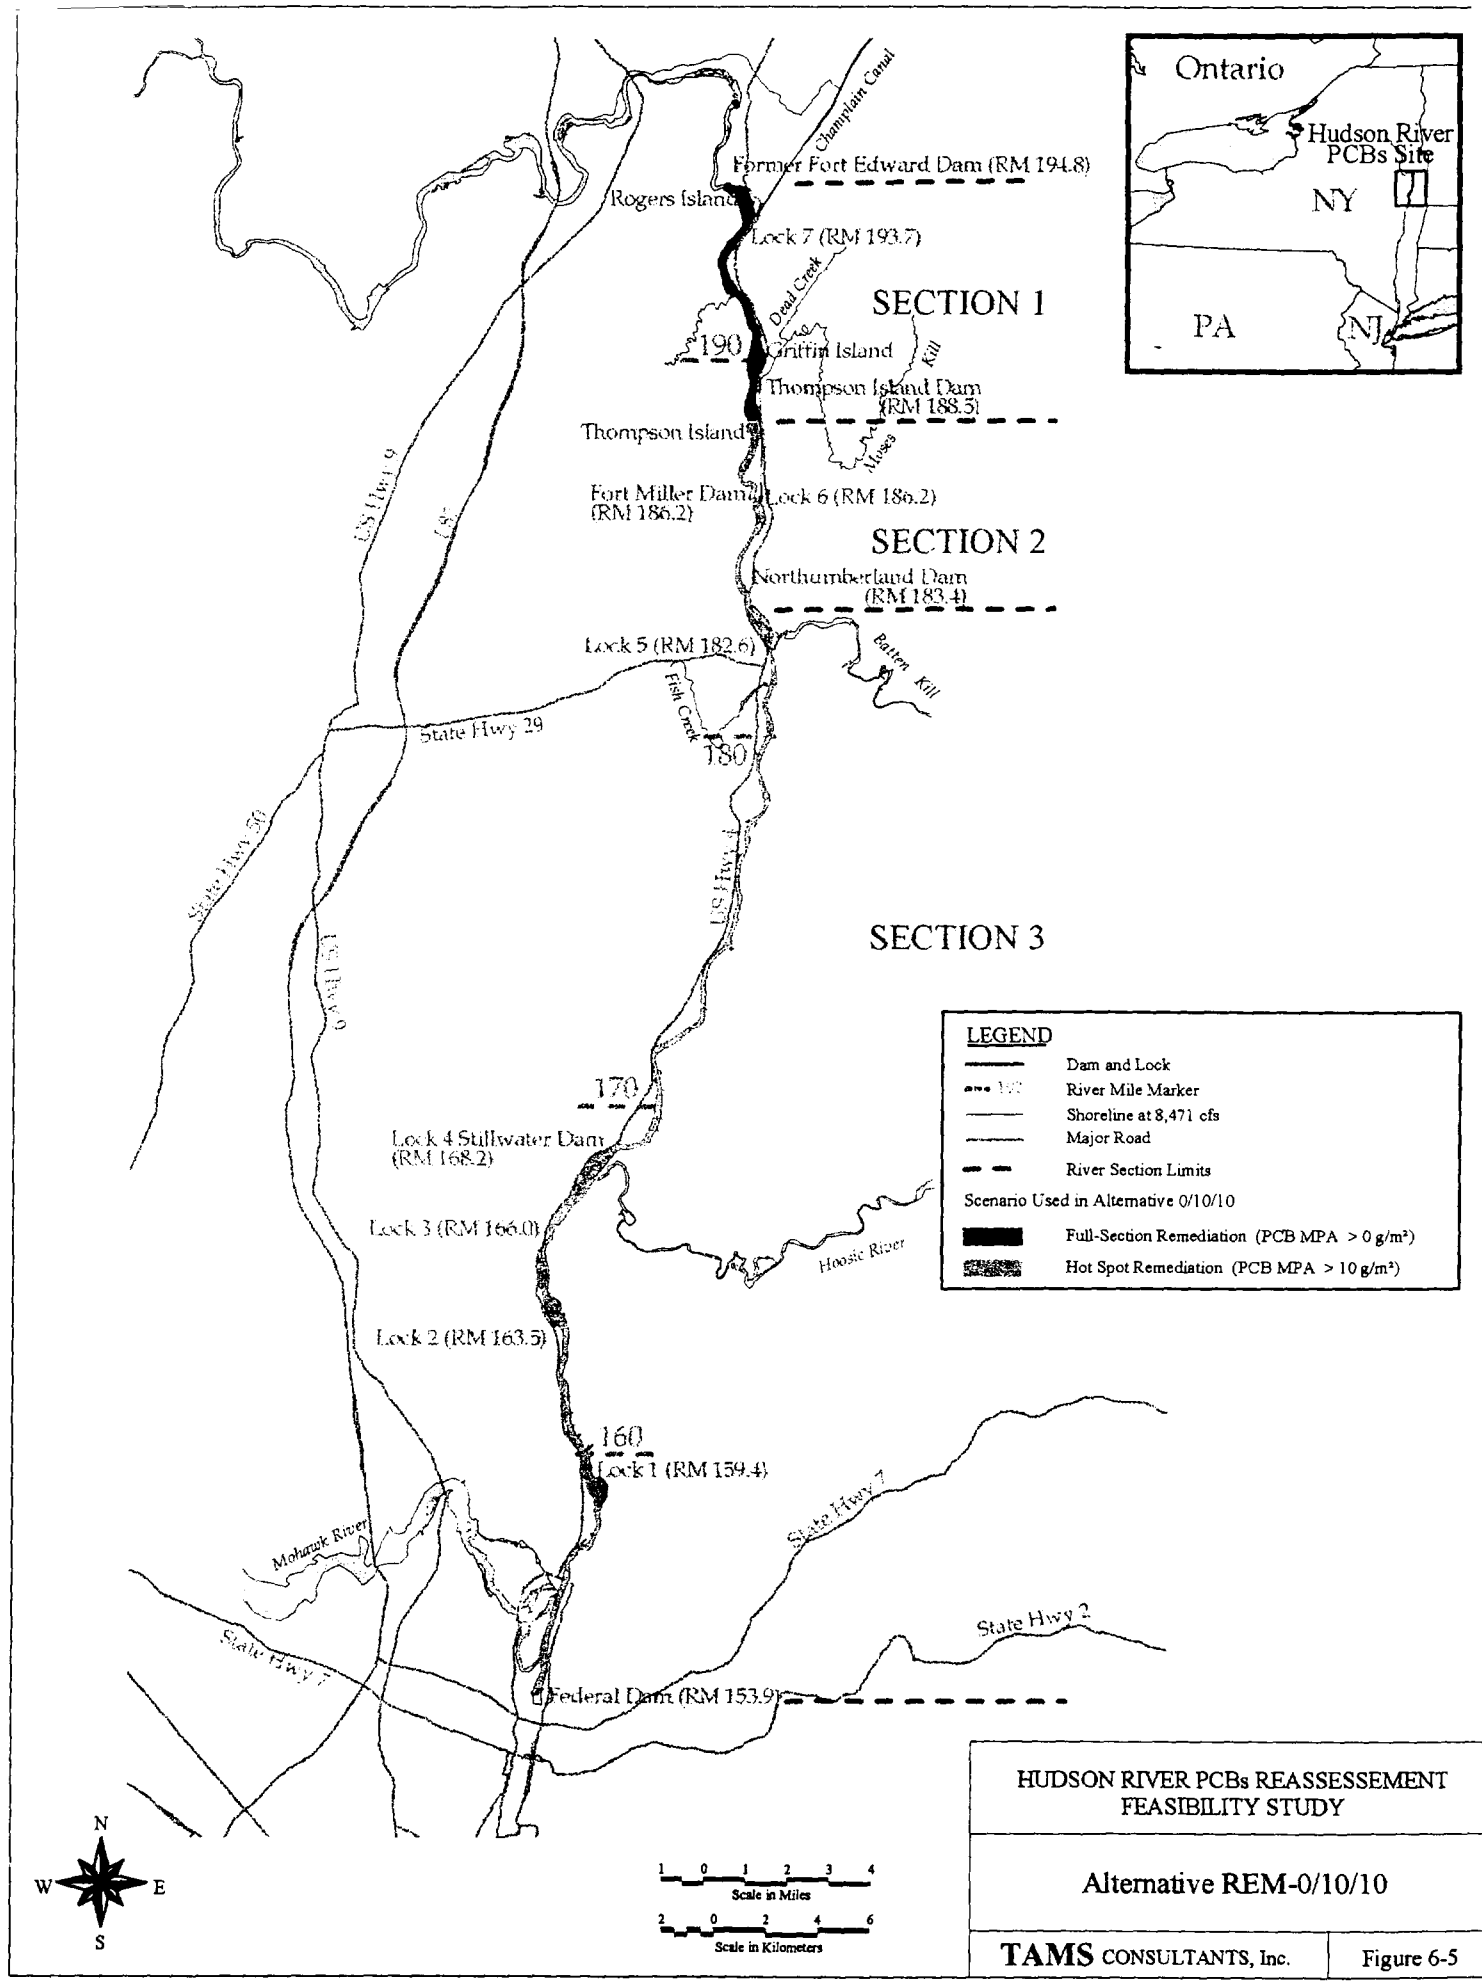 Ontario
Hudson River
PCBs Site
NY
PA
NJ
Champlain Canal
Former Fort Edward Dam (RM 194.8)
Rogers Island
Lock 7 (RM 193.7)
Dead Creek
SECTION 1
190
Griffin Island
Kill
Thompson Island Dam
(RM 188.5)
Thompson Island
Moses
US Hwy 9
Fort Miller Dam
(RM 186.2)
Lock 6 (RM 186.2)
SECTION 2
Northumberland Dam
(RM 183.4)
Lock 5 (RM 182.6)
Batten Kill
Fish Creek
State Hwy 29
180
State Hwy 50
US Hwy
SECTION 3
US Hwy 9
170
Lock 4 Stillwater Dam
(RM 168.2)
Lock 3 (RM 166.0)
Hoosic River
Lock 2 (RM 163.5)
160
Lock 1 (RM 159.4)
State Hwy 7
Mohawk River
State Hwy 2
State Hwy 7
Federal Dam (RM 153.9)
LEGEND
Dam and Lock
River Mile Marker
Shoreline at 8,471 cfs
Major Road
River Section Limits
Scenario Used in Alternative 0/10/10
Full-Section Remediation (PCB MPA > 0 g/m²)
Hot Spot Remediation (PCB MPA > 10 g/m²)
N
W E
S
1 0 1 2 3 4
Scale in Miles
2 0 2 4 6
Scale in Kilometers
HUDSON RIVER PCBs REASSESSEMENT
FEASIBILITY STUDY
Alternative REM-0/10/10
TAMS CONSULTANTS, Inc. Figure 6-5